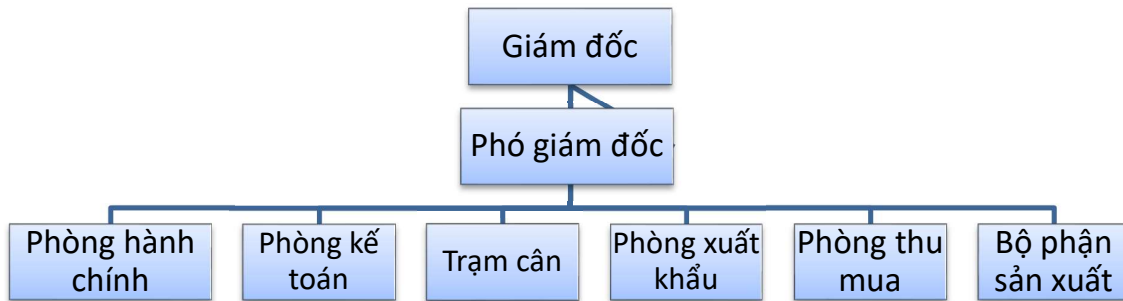 Giám đốc
Phó giám đốc
Phòng hành
chính
Phòng kế
toán
Trạm cân
Phòng xuất
khẩu
Phòng thu
mua
Bộ phận
sản xuất